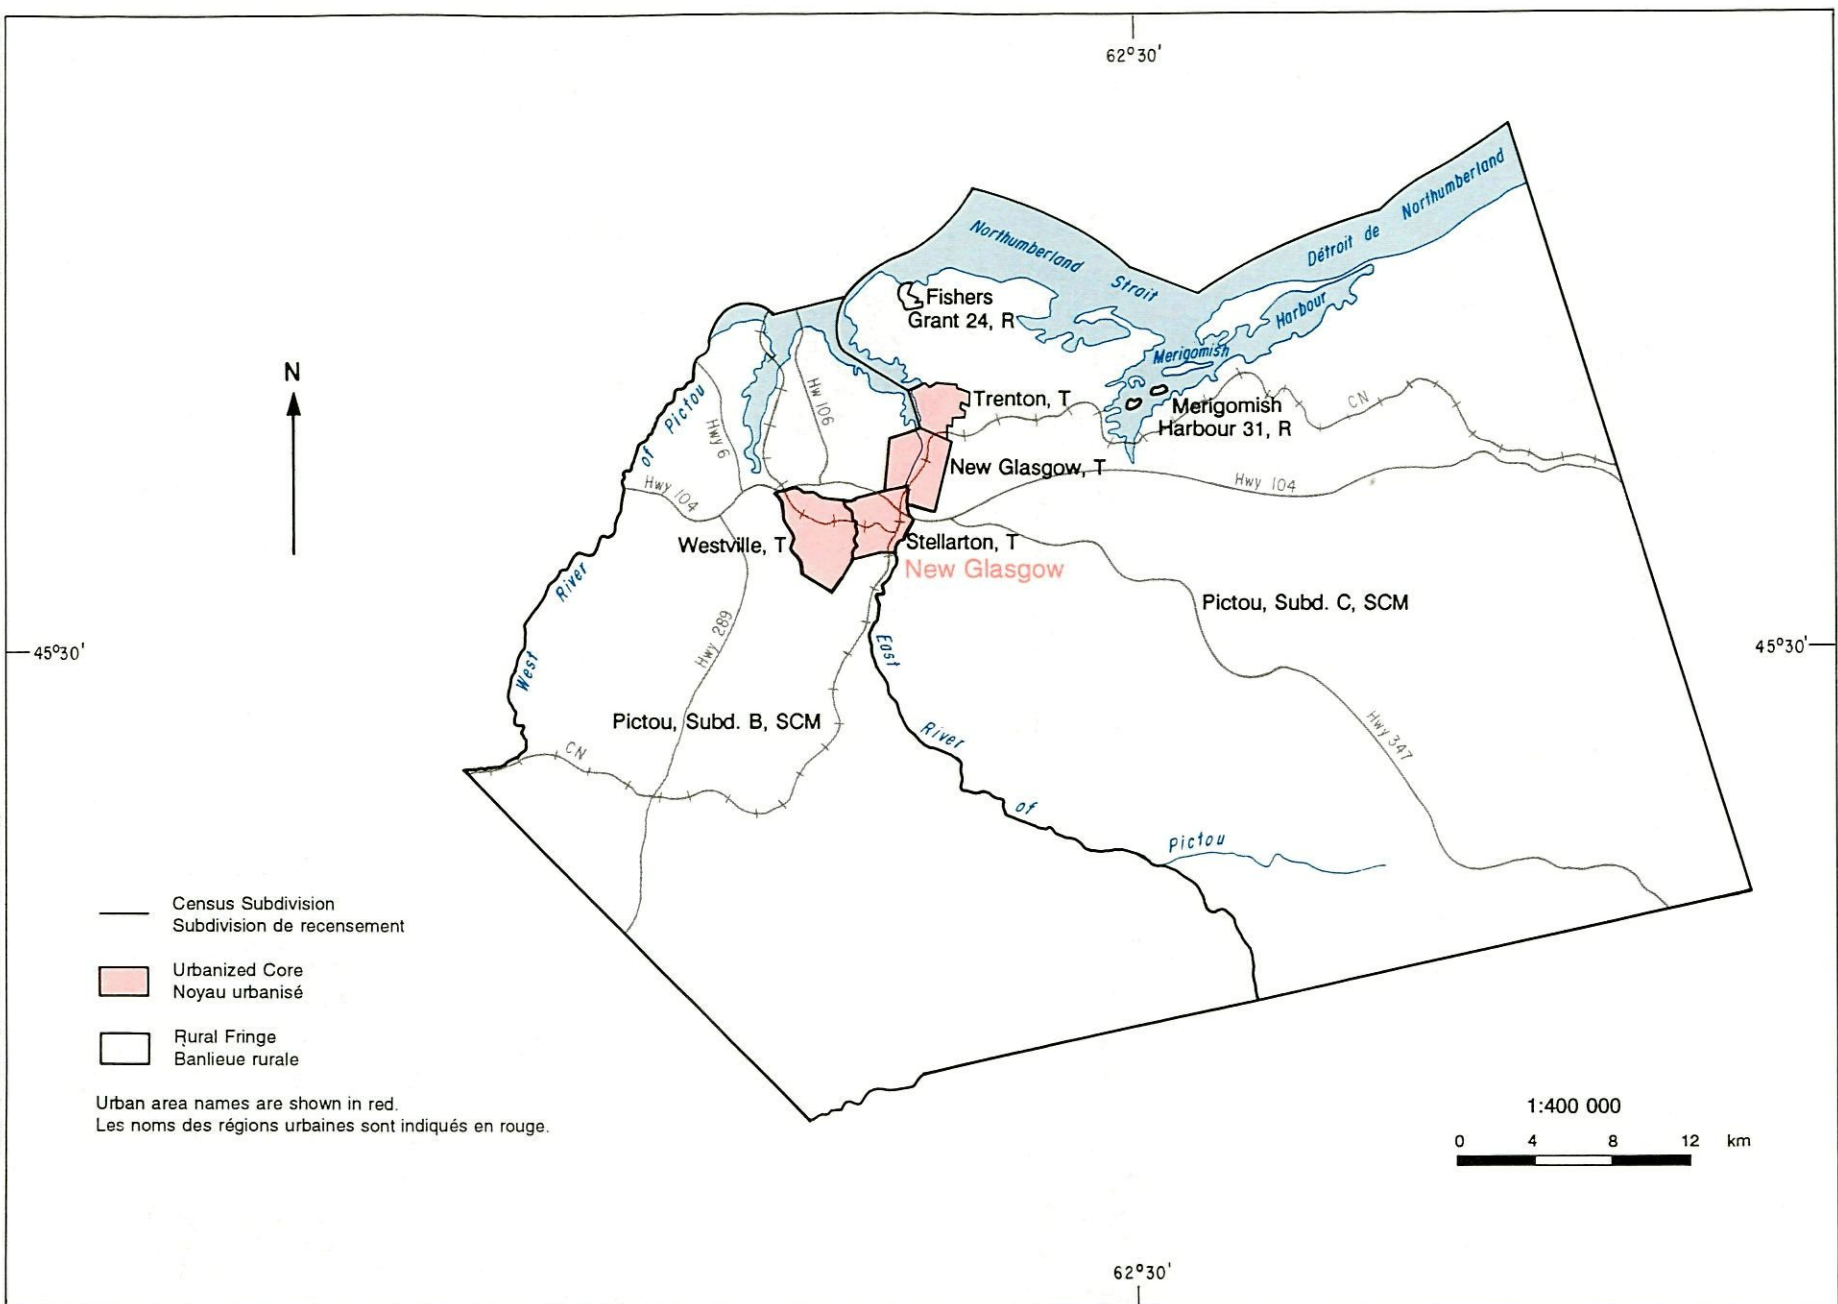 62°30'
Northumberland
Détroit de
Northumberland
Strait
Fishers
Grant 24, R
Harbour
Merigomish
N
Hwy 106
Trenton, T
Merigomish
Harbour 31, R
CN
of Pictou
Hwy 6
New Glasgow, T
Hwy 104
Hwy 104
Westville, T
Stellarton, T
New Glasgow
River
Pictou, Subd. C, SCM
Hwy 289
East
45°30'
45°30'
West
Pictou, Subd. B, SCM
River
Hwy 347
CN
of
Pictou
Census Subdivision
Subdivision de recensement
Urbanized Core
Noyau urbanisé
Rural Fringe
Banlieue rurale
Urban area names are shown in red.
Les noms des régions urbaines sont indiqués en rouge.
1:400 000
0 4 8 12 km
62°30'